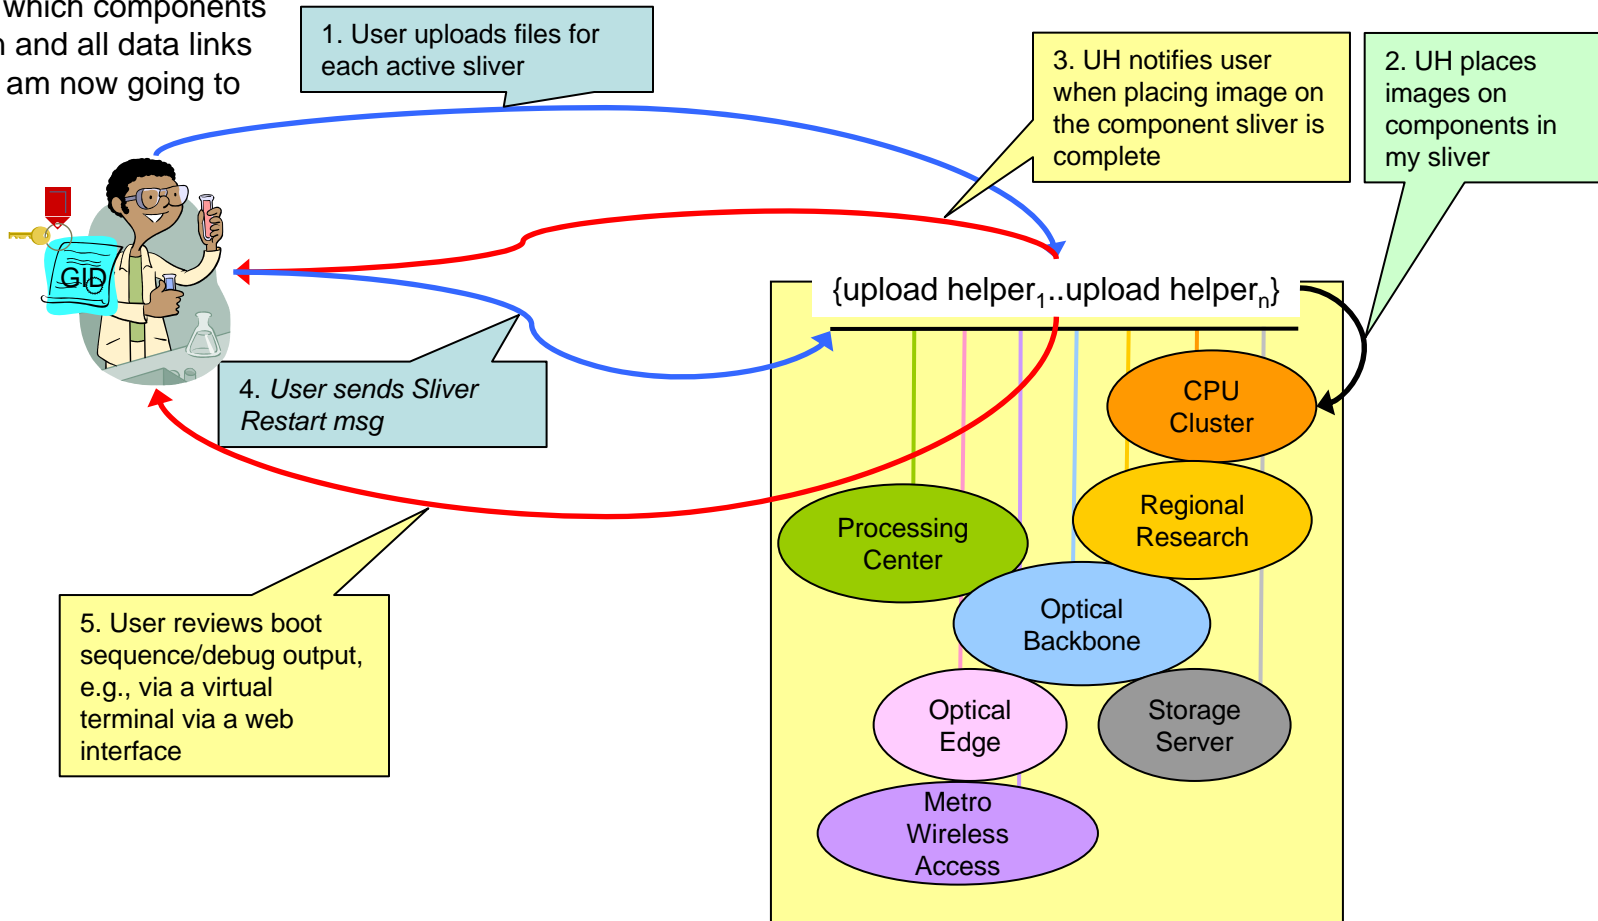 which components
and all data links
am now going to
1. User uploads files for
each active sliver
3. UH notifies user
when placing image on
the component sliver is
complete
2. UH places
images on
components in
my sliver
GID
{upload helper1..upload helpern}
4. User sends Sliver
Restart msg
CPU
Cluster
Regional
Research
Processing
Center
Optical
Backbone
5. User reviews boot
sequence/debug output,
e.g., via a virtual
terminal via a web
interface
Optical
Edge
Storage
Server
Metro
Wireless
Access